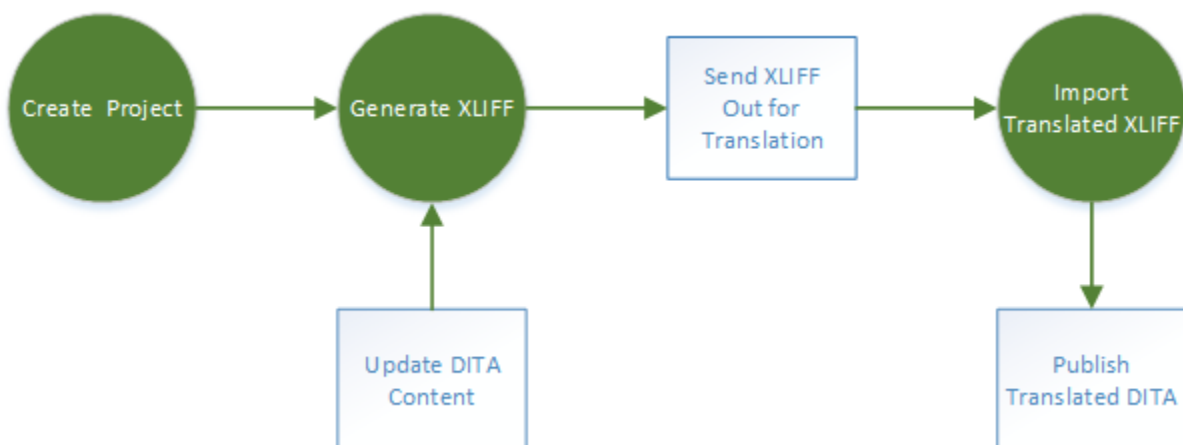 Create Project
Generate XLIFF
Send XLIFF
Out for
Translation
Import
Translated XLIFF
Update DITA
Content
Publish
Translated DITA